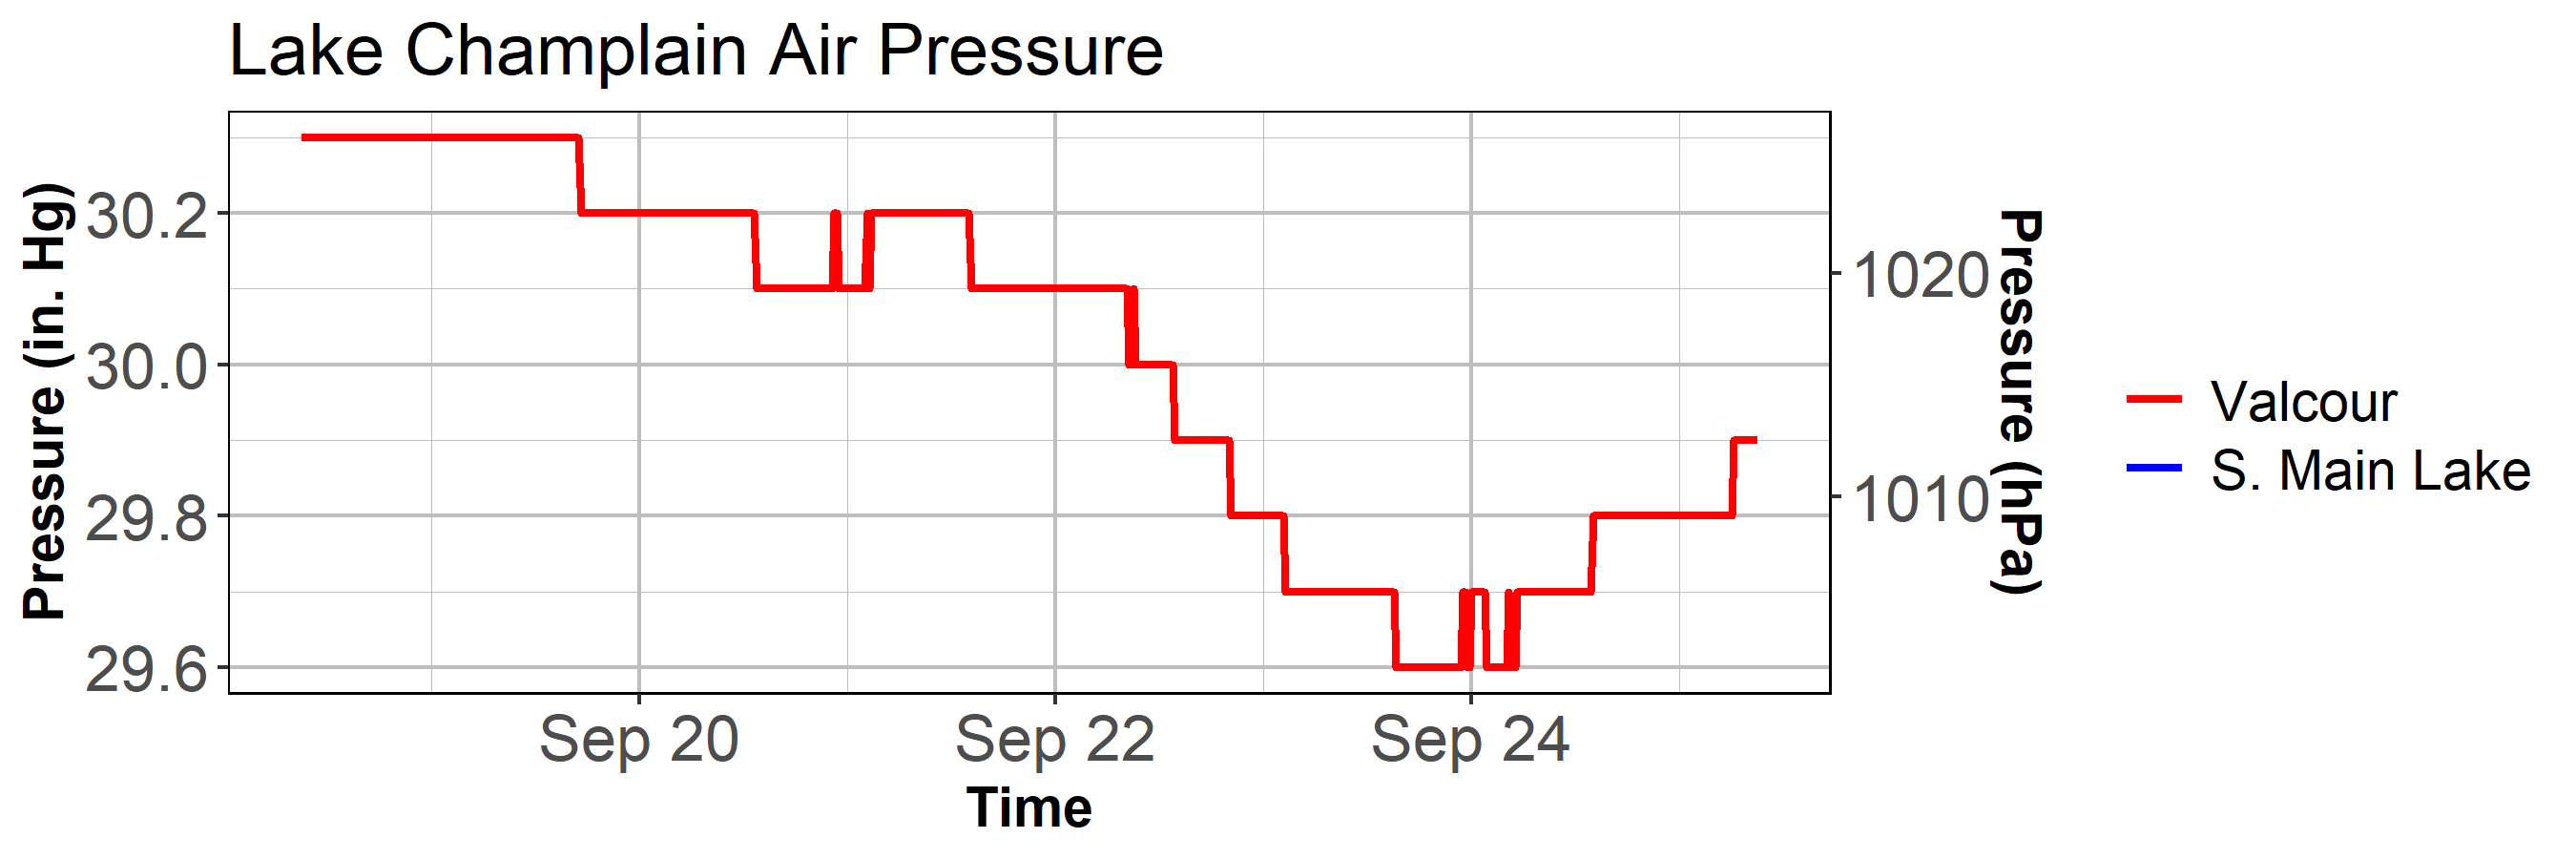 Lake Champlain Air Pressure
Pressure (in. Hg)
30.2
30.0
29.8
29.6
Sep 20
Sep 22
Sep 24
Time
1020
1010
Pressure (hPa)
Valcour
S. Main Lake